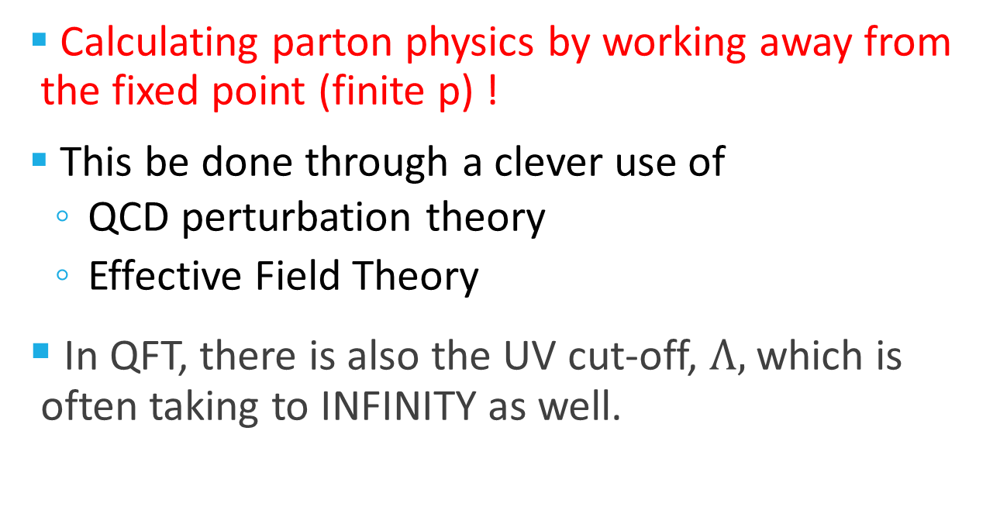 ▪ Calculating parton physics by working away from
the fixed point (finite p) !
▪ This be done through a clever use of
◦ QCD perturbation theory
◦ Effective Field Theory
▪ In QFT, there is also the UV cut-off, Λ, which is
often taking to INFINITY as well.